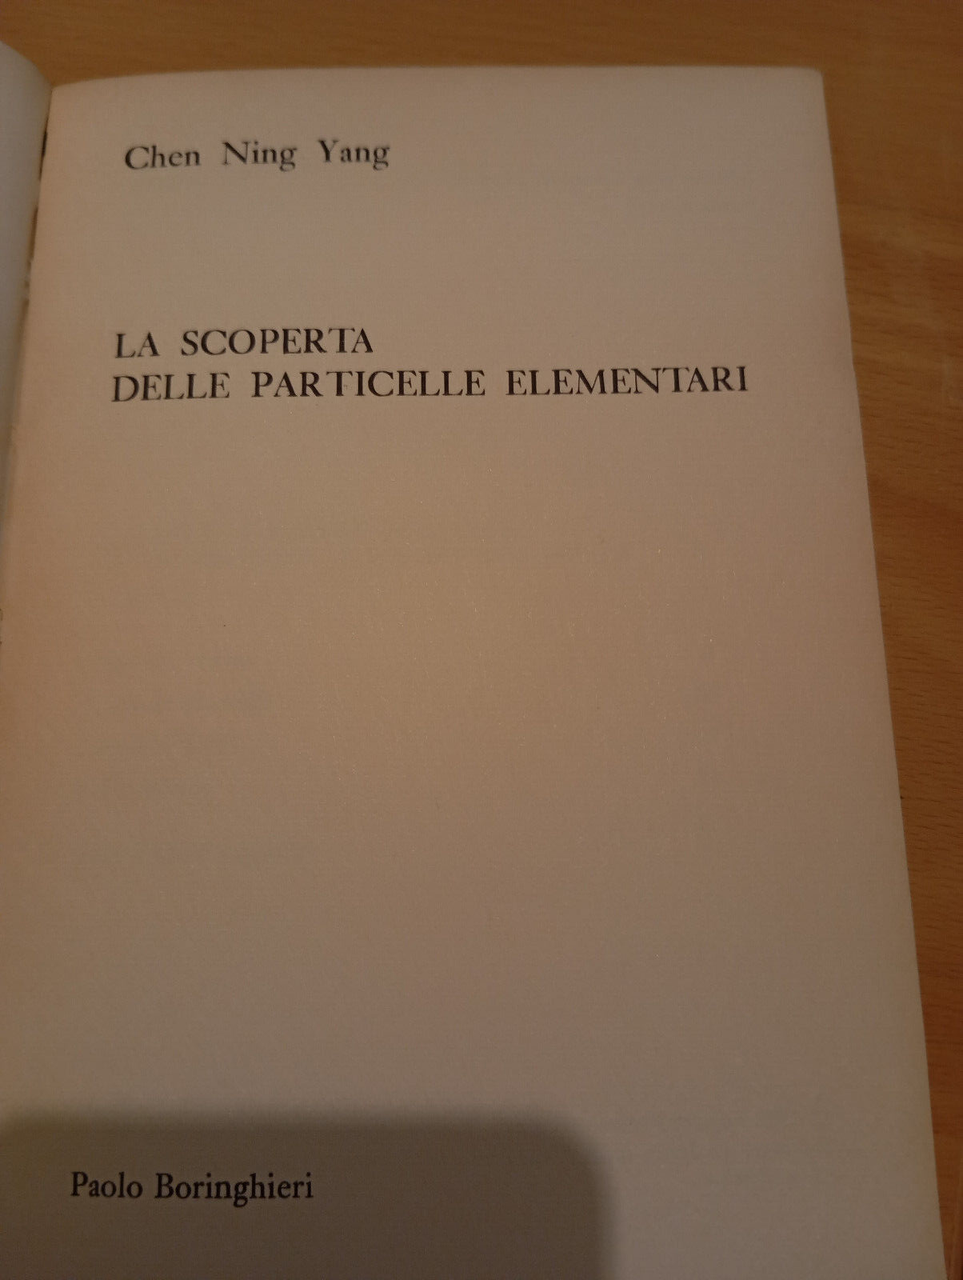 Chen Ning Yang
LA SCOPERTA
DELLE PARTICELLE ELEMENTARI
Paolo Boringhieri